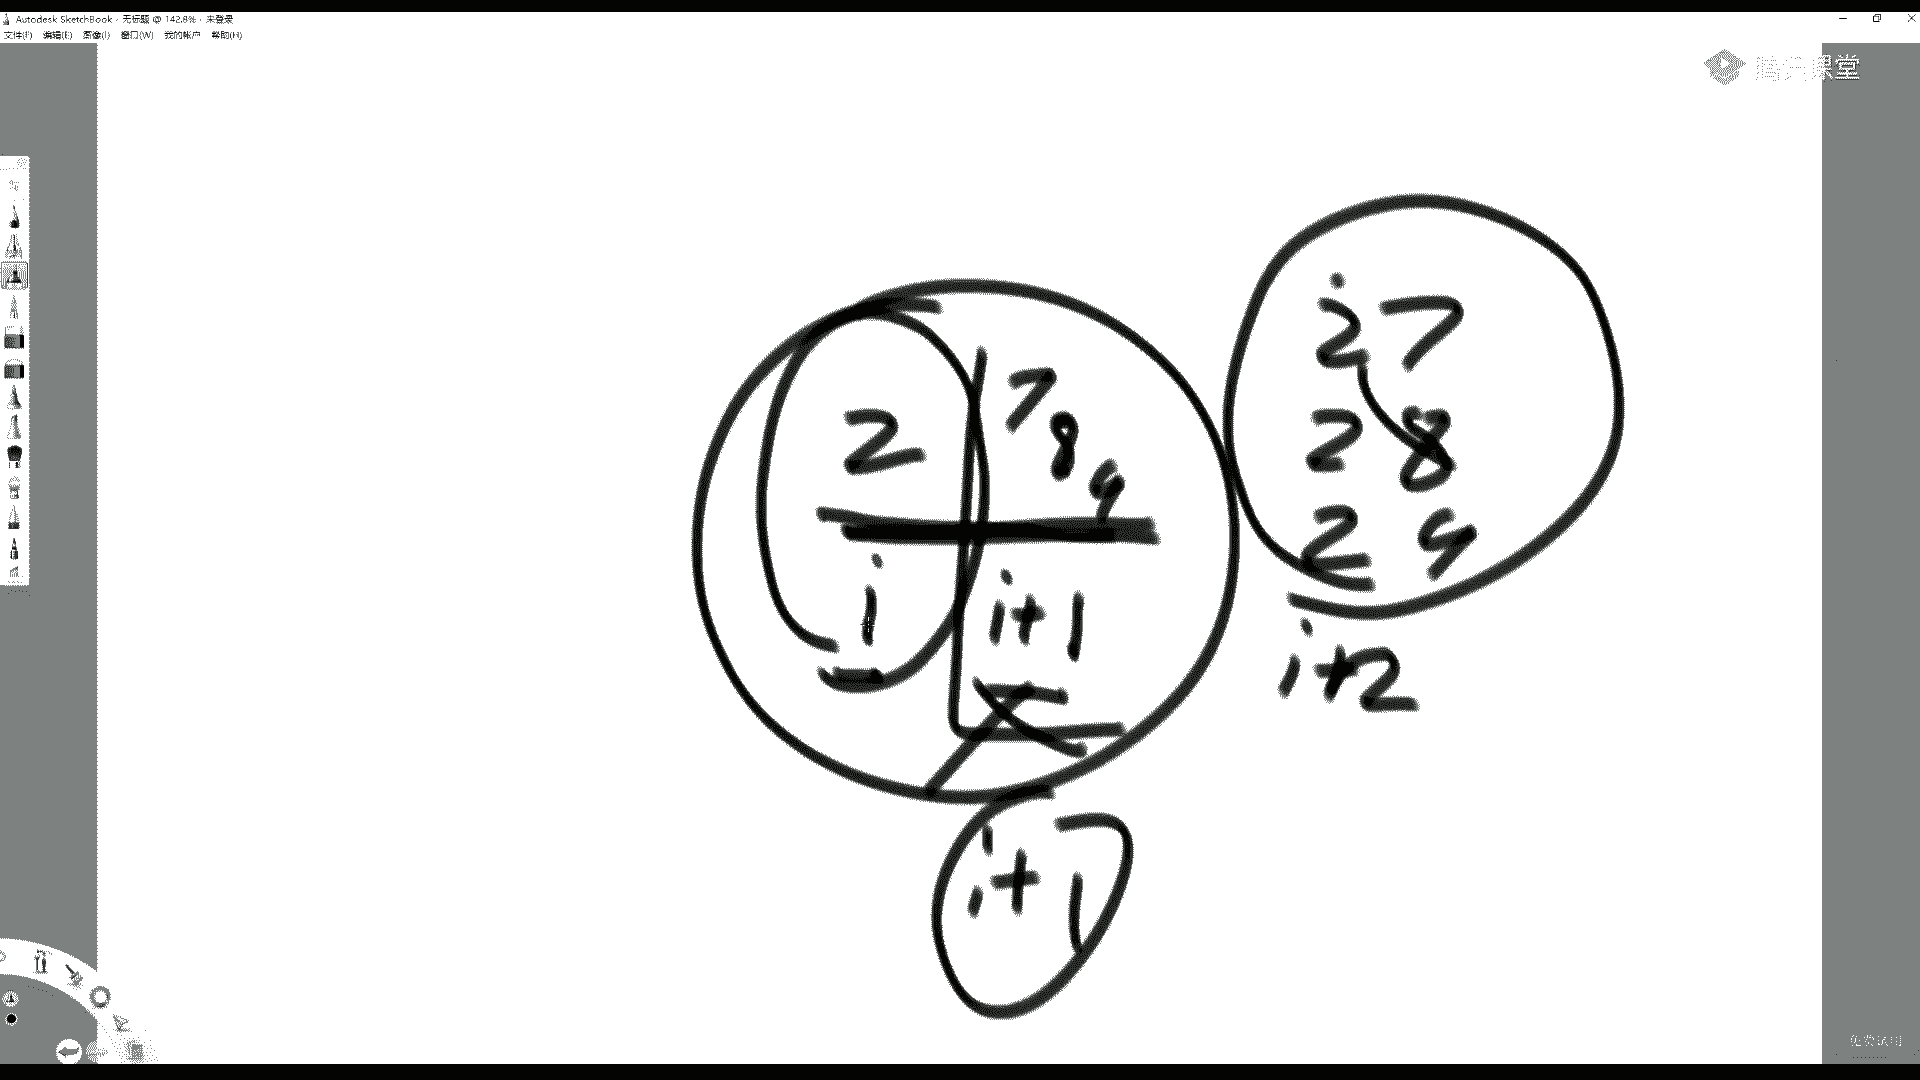 Autodesk SketchBook - 无标题 @ 142.8% - 未登录
文件(F) 编辑(E) 图像(I) 窗口(W) 我的帐户 帮助(H)
腾讯课堂
2 7 8 9
i i+1
i+1
2 7
2 8
2 9
i+2
免费试用